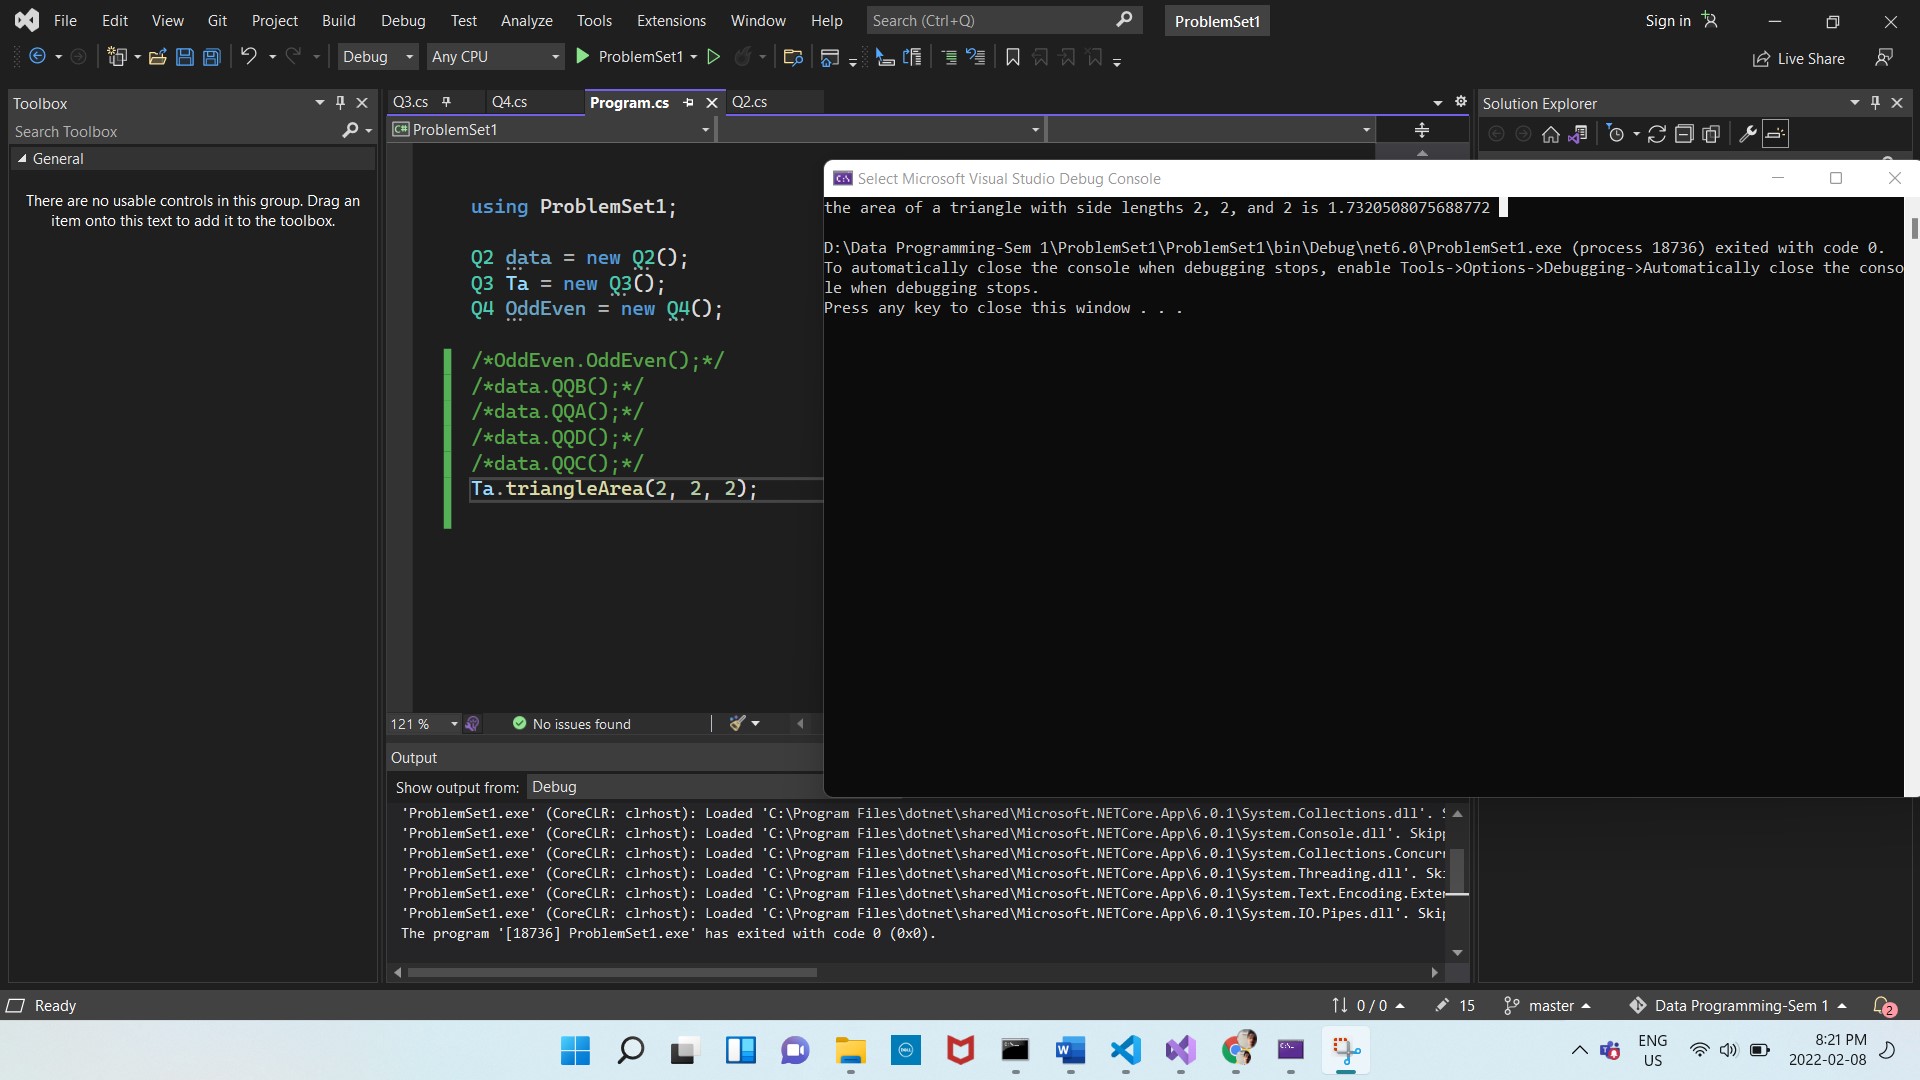 File Edit View Git Project Build Debug Test Analyze Tools Extensions Window Help Search (Ctrl+Q) ProblemSet1 Sign in
Debug Any CPU ProblemSet1 Live Share
Toolbox
Search Toolbox
General
There are no usable controls in this group. Drag an
item onto this text to add it to the toolbox.
Q3.cs Q4.cs Program.cs Q2.cs
C# ProblemSet1
using ProblemSet1;
Q2 data = new Q2();
Q3 Ta = new Q3();
Q4 OddEven = new Q4();
/*OddEven.OddEven();*/
/*data.QQB();*/
/*data.QQA();*/
/*data.QQD();*/
/*data.QQC();*/
Ta.triangleArea(2, 2, 2);
121 % No issues found
Solution Explorer
Select Microsoft Visual Studio Debug Console
the area of a triangle with side lengths 2, 2, and 2 is 1.7320508075688772
D:\Data Programming-Sem 1\ProblemSet1\ProblemSet1\bin\Debug\net6.0\ProblemSet1.exe (process 18736) exited with code 0.
To automatically close the console when debugging stops, enable Tools->Options->Debugging->Automatically close the conso
le when debugging stops.
Press any key to close this window . . .
Output
Show output from: Debug
'ProblemSet1.exe' (CoreCLR: clrhost): Loaded 'C:\Program Files\dotnet\shared\Microsoft.NETCore.App\6.0.1\System.Collections.dll'. S
'ProblemSet1.exe' (CoreCLR: clrhost): Loaded 'C:\Program Files\dotnet\shared\Microsoft.NETCore.App\6.0.1\System.Console.dll'. Skipp
'ProblemSet1.exe' (CoreCLR: clrhost): Loaded 'C:\Program Files\dotnet\shared\Microsoft.NETCore.App\6.0.1\System.Collections.Concurr
'ProblemSet1.exe' (CoreCLR: clrhost): Loaded 'C:\Program Files\dotnet\shared\Microsoft.NETCore.App\6.0.1\System.Threading.dll'. Ski
'ProblemSet1.exe' (CoreCLR: clrhost): Loaded 'C:\Program Files\dotnet\shared\Microsoft.NETCore.App\6.0.1\System.Text.Encoding.Exten
'ProblemSet1.exe' (CoreCLR: clrhost): Loaded 'C:\Program Files\dotnet\shared\Microsoft.NETCore.App\6.0.1\System.IO.Pipes.dll'. Skip
The program '[18736] ProblemSet1.exe' has exited with code 0 (0x0).
Ready 0 / 0 15 master Data Programming-Sem 1 2
ENG
US
8:21 PM
2022-02-08